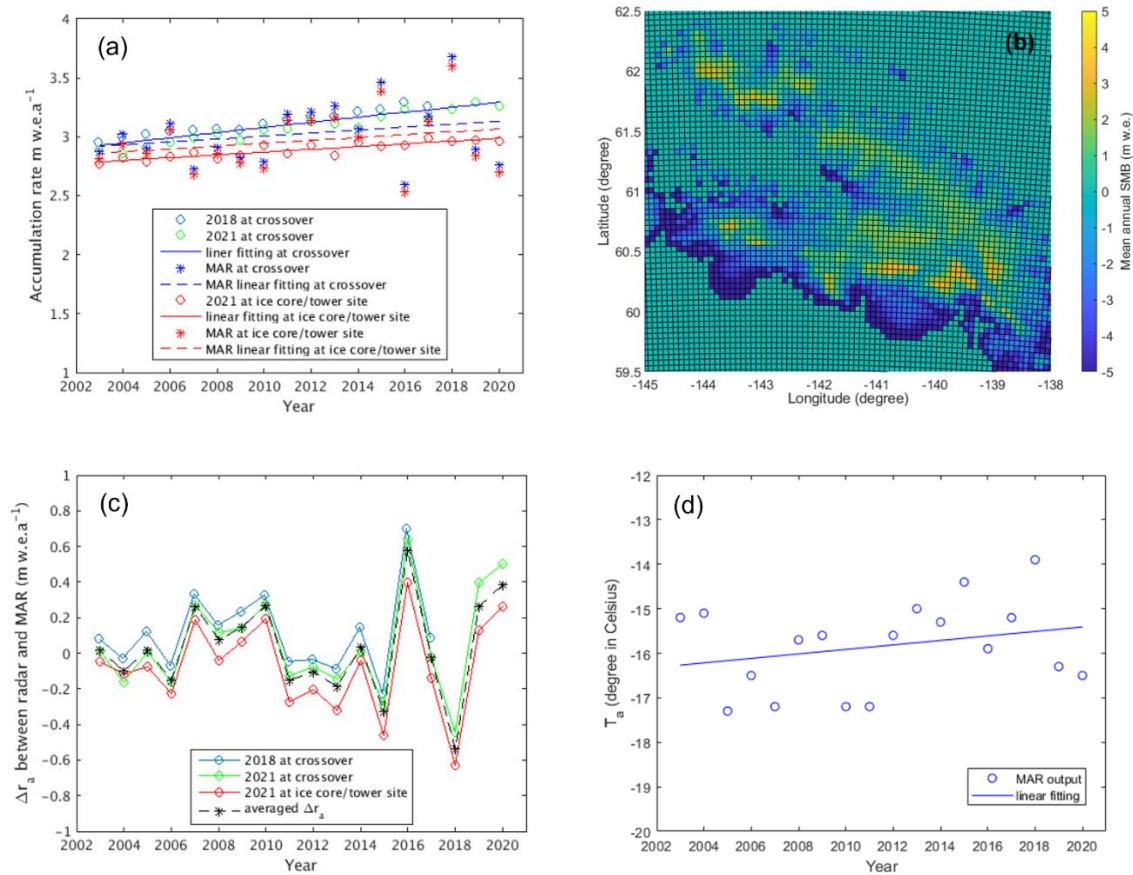 (a)
Accumulation rate m w.e.a⁻¹
4
3.5
3
2.5
2
1.5
1
2018 at crossover
2021 at crossover
liner fitting at crossover
MAR at crossover
MAR linear fitting at crossover
2021 at ice core/tower site
linear fitting at ice core/tower site
MAR at ice core/tower site
MAR linear fitting at ice core/tower site
2002 2004 2006 2008 2010 2012 2014 2016 2018 2020
Year
(b)
Latitude (degree)
62.5
62
61.5
61
60.5
60
59.5
-145 -144 -143 -142 -141 -140 -139 -138
Longitude (degree)
5
4
3
2
1
0
-1
-2
-3
-4
-5
Mean annual SMB (m w.e.)
(c)
Δrₐ between radar and MAR (m w.e.a⁻¹)
1
0.8
0.6
0.4
0.2
0
-0.2
-0.4
-0.6
-0.8
-1
2018 at crossover
2021 at crossover
2021 at ice core/tower site
averaged Δrₐ
2002 2004 2006 2008 2010 2012 2014 2016 2018 2020 2022
Year
(d)
Tₐ (degree in Celsius)
-12
-13
-14
-15
-16
-17
-18
-19
-20
MAR output
linear fitting
2002 2004 2006 2008 2010 2012 2014 2016 2018 2020
Year